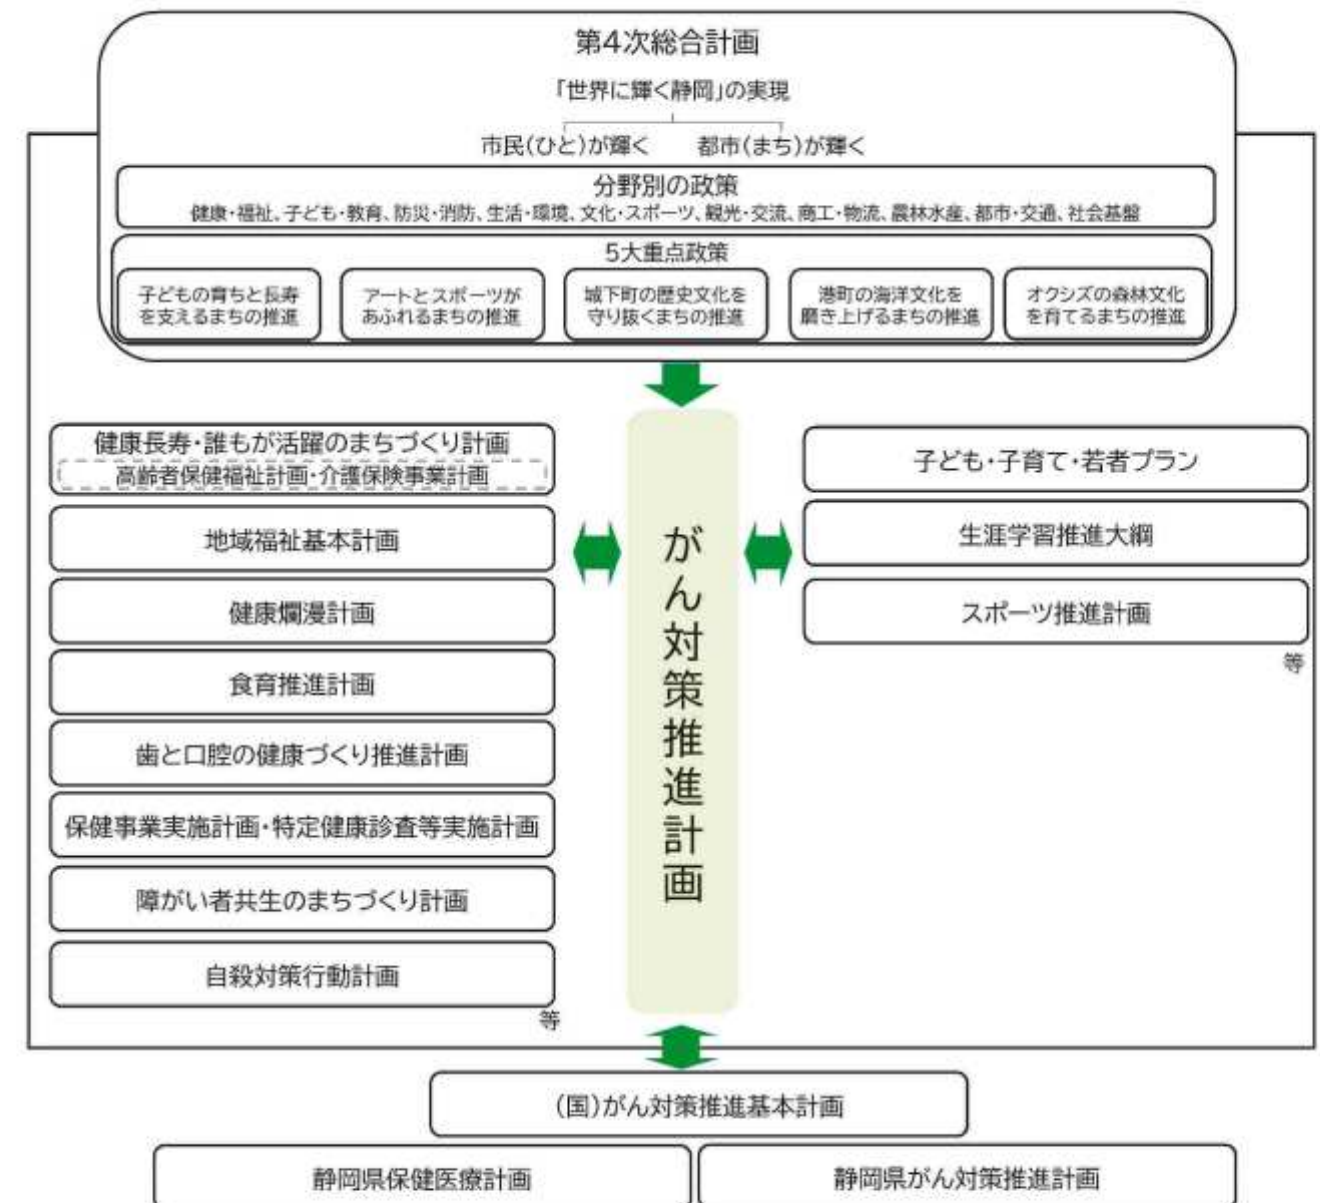 第4次総合計画
「世界に輝く静岡」の実現
市民(ひと)が輝く　都市(まち)が輝く
分野別の政策
健康・福祉、子ども・教育、防災・消防、生活・環境、文化・スポーツ、観光・交流、商工・物流、農林水産、都市・交通、社会基盤
5大重点政策
子どもの育ちと長寿
を支えるまちの推進
アートとスポーツが
あふれるまちの推進
城下町の歴史文化を
守り抜くまちの推進
港町の海洋文化を
磨き上げるまちの推進
オクシズの森林文化
を育てるまちの推進
健康長寿・誰もが活躍のまちづくり計画
高齢者保健福祉計画・介護保険事業計画
地域福祉基本計画
健康爛漫計画
食育推進計画
歯と口腔の健康づくり推進計画
保健事業実施計画・特定健康診査等実施計画
障がい者共生のまちづくり計画
自殺対策行動計画
等
がん対策推進計画
子ども・子育て・若者プラン
生涯学習推進大綱
スポーツ推進計画
等
(国)がん対策推進基本計画
静岡県保健医療計画
静岡県がん対策推進計画